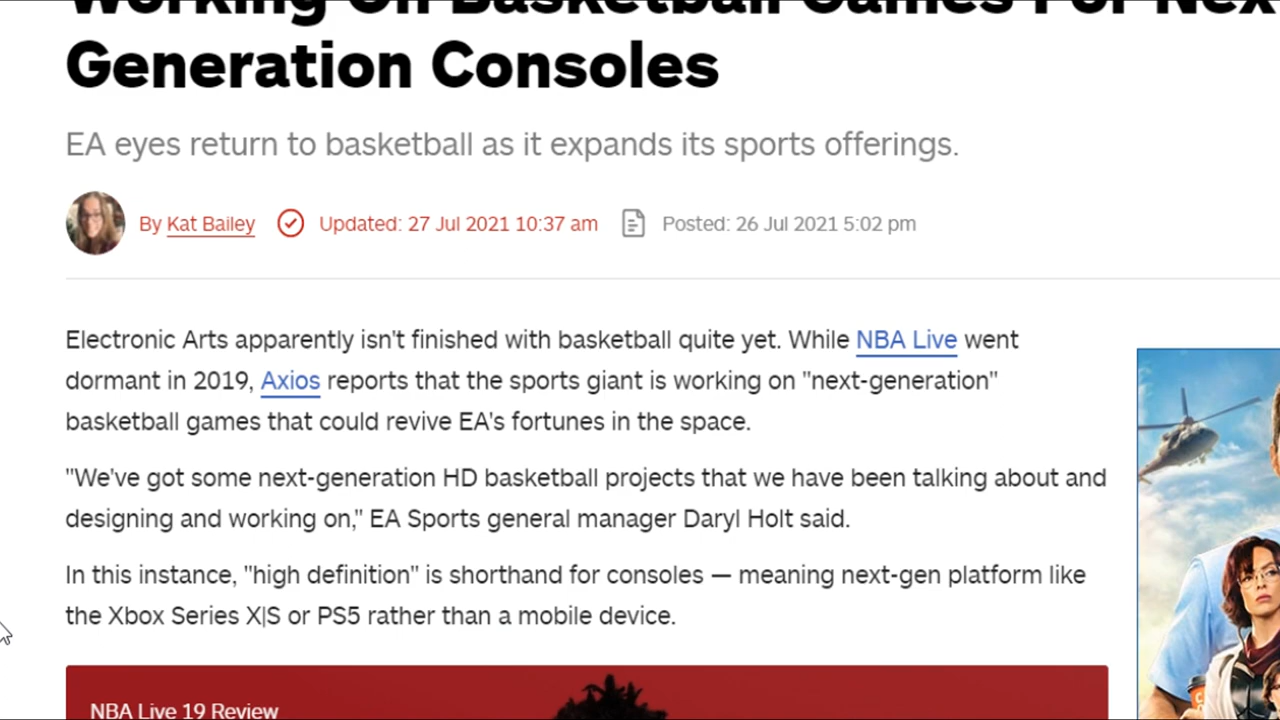 Working On Basketball Games For Nex
Generation Consoles
EA eyes return to basketball as it expands its sports offerings.
By Kat Bailey Updated: 27 Jul 2021 10:37 am Posted: 26 Jul 2021 5:02 pm
Electronic Arts apparently isn't finished with basketball quite yet. While NBA Live went
dormant in 2019, Axios reports that the sports giant is working on "next-generation"
basketball games that could revive EA's fortunes in the space.
"We've got some next-generation HD basketball projects that we have been talking about and
designing and working on," EA Sports general manager Daryl Holt said.
In this instance, "high definition" is shorthand for consoles — meaning next-gen platform like
the Xbox Series X|S or PS5 rather than a mobile device.
NBA Live 19 Review